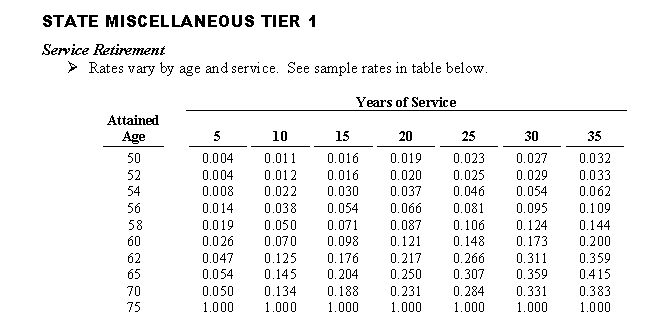 STATE MISCELLANEOUS TIER 1
Service Retirement
➢ Rates vary by age and service. See sample rates in table below.
Years of Service
Attained
Age 5 10 15 20 25 30 35
50 0.004 0.011 0.016 0.019 0.023 0.027 0.032
52 0.004 0.012 0.016 0.020 0.025 0.029 0.033
54 0.008 0.022 0.030 0.037 0.046 0.054 0.062
56 0.014 0.038 0.054 0.066 0.081 0.095 0.109
58 0.019 0.050 0.071 0.087 0.106 0.124 0.144
60 0.026 0.070 0.098 0.121 0.148 0.173 0.200
62 0.047 0.125 0.176 0.217 0.266 0.311 0.359
65 0.054 0.145 0.204 0.250 0.307 0.359 0.415
70 0.050 0.134 0.188 0.231 0.284 0.331 0.383
75 1.000 1.000 1.000 1.000 1.000 1.000 1.000